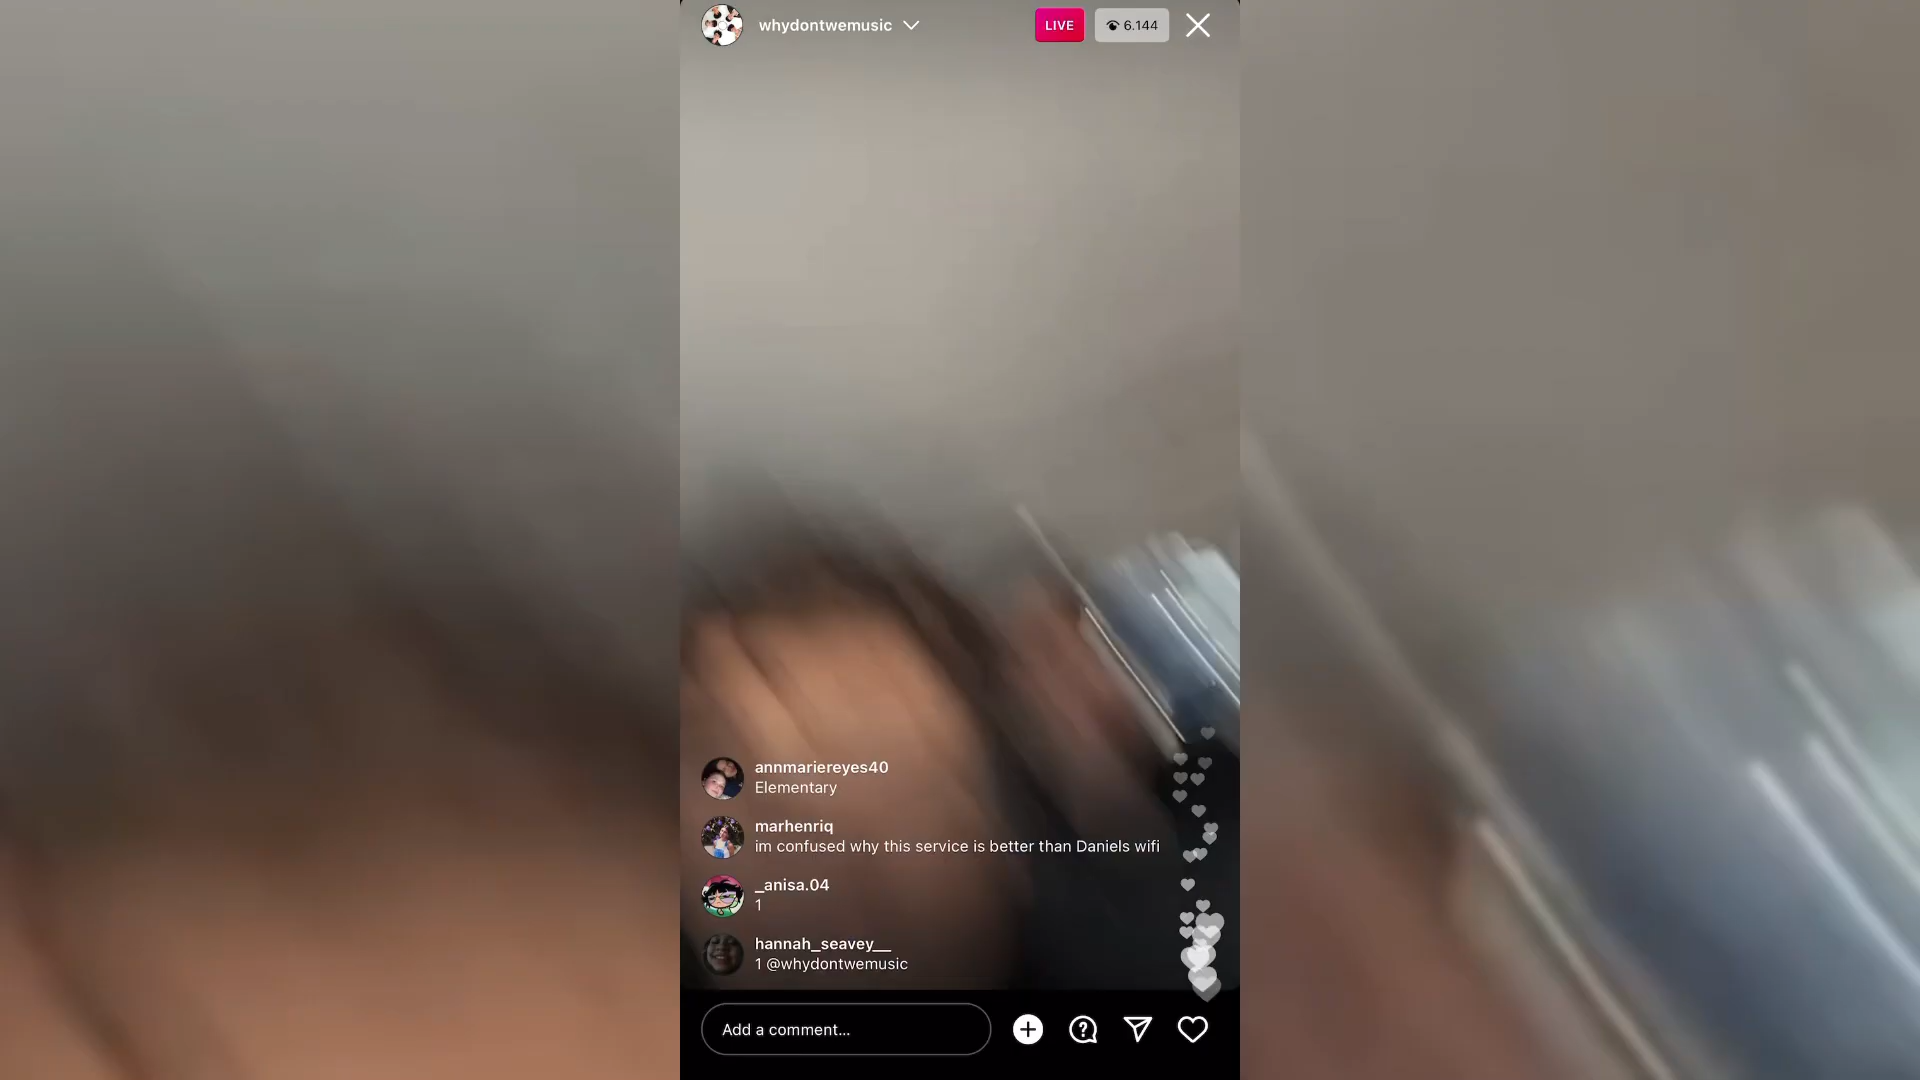 whydontwemusic
LIVE
6.144
annmariereyes40
Elementary
marhenriq
im confused why this service is better than Daniels wifi
_anisa.04
1
hannah_seavey__
1 @whydontwemusic
Add a comment...